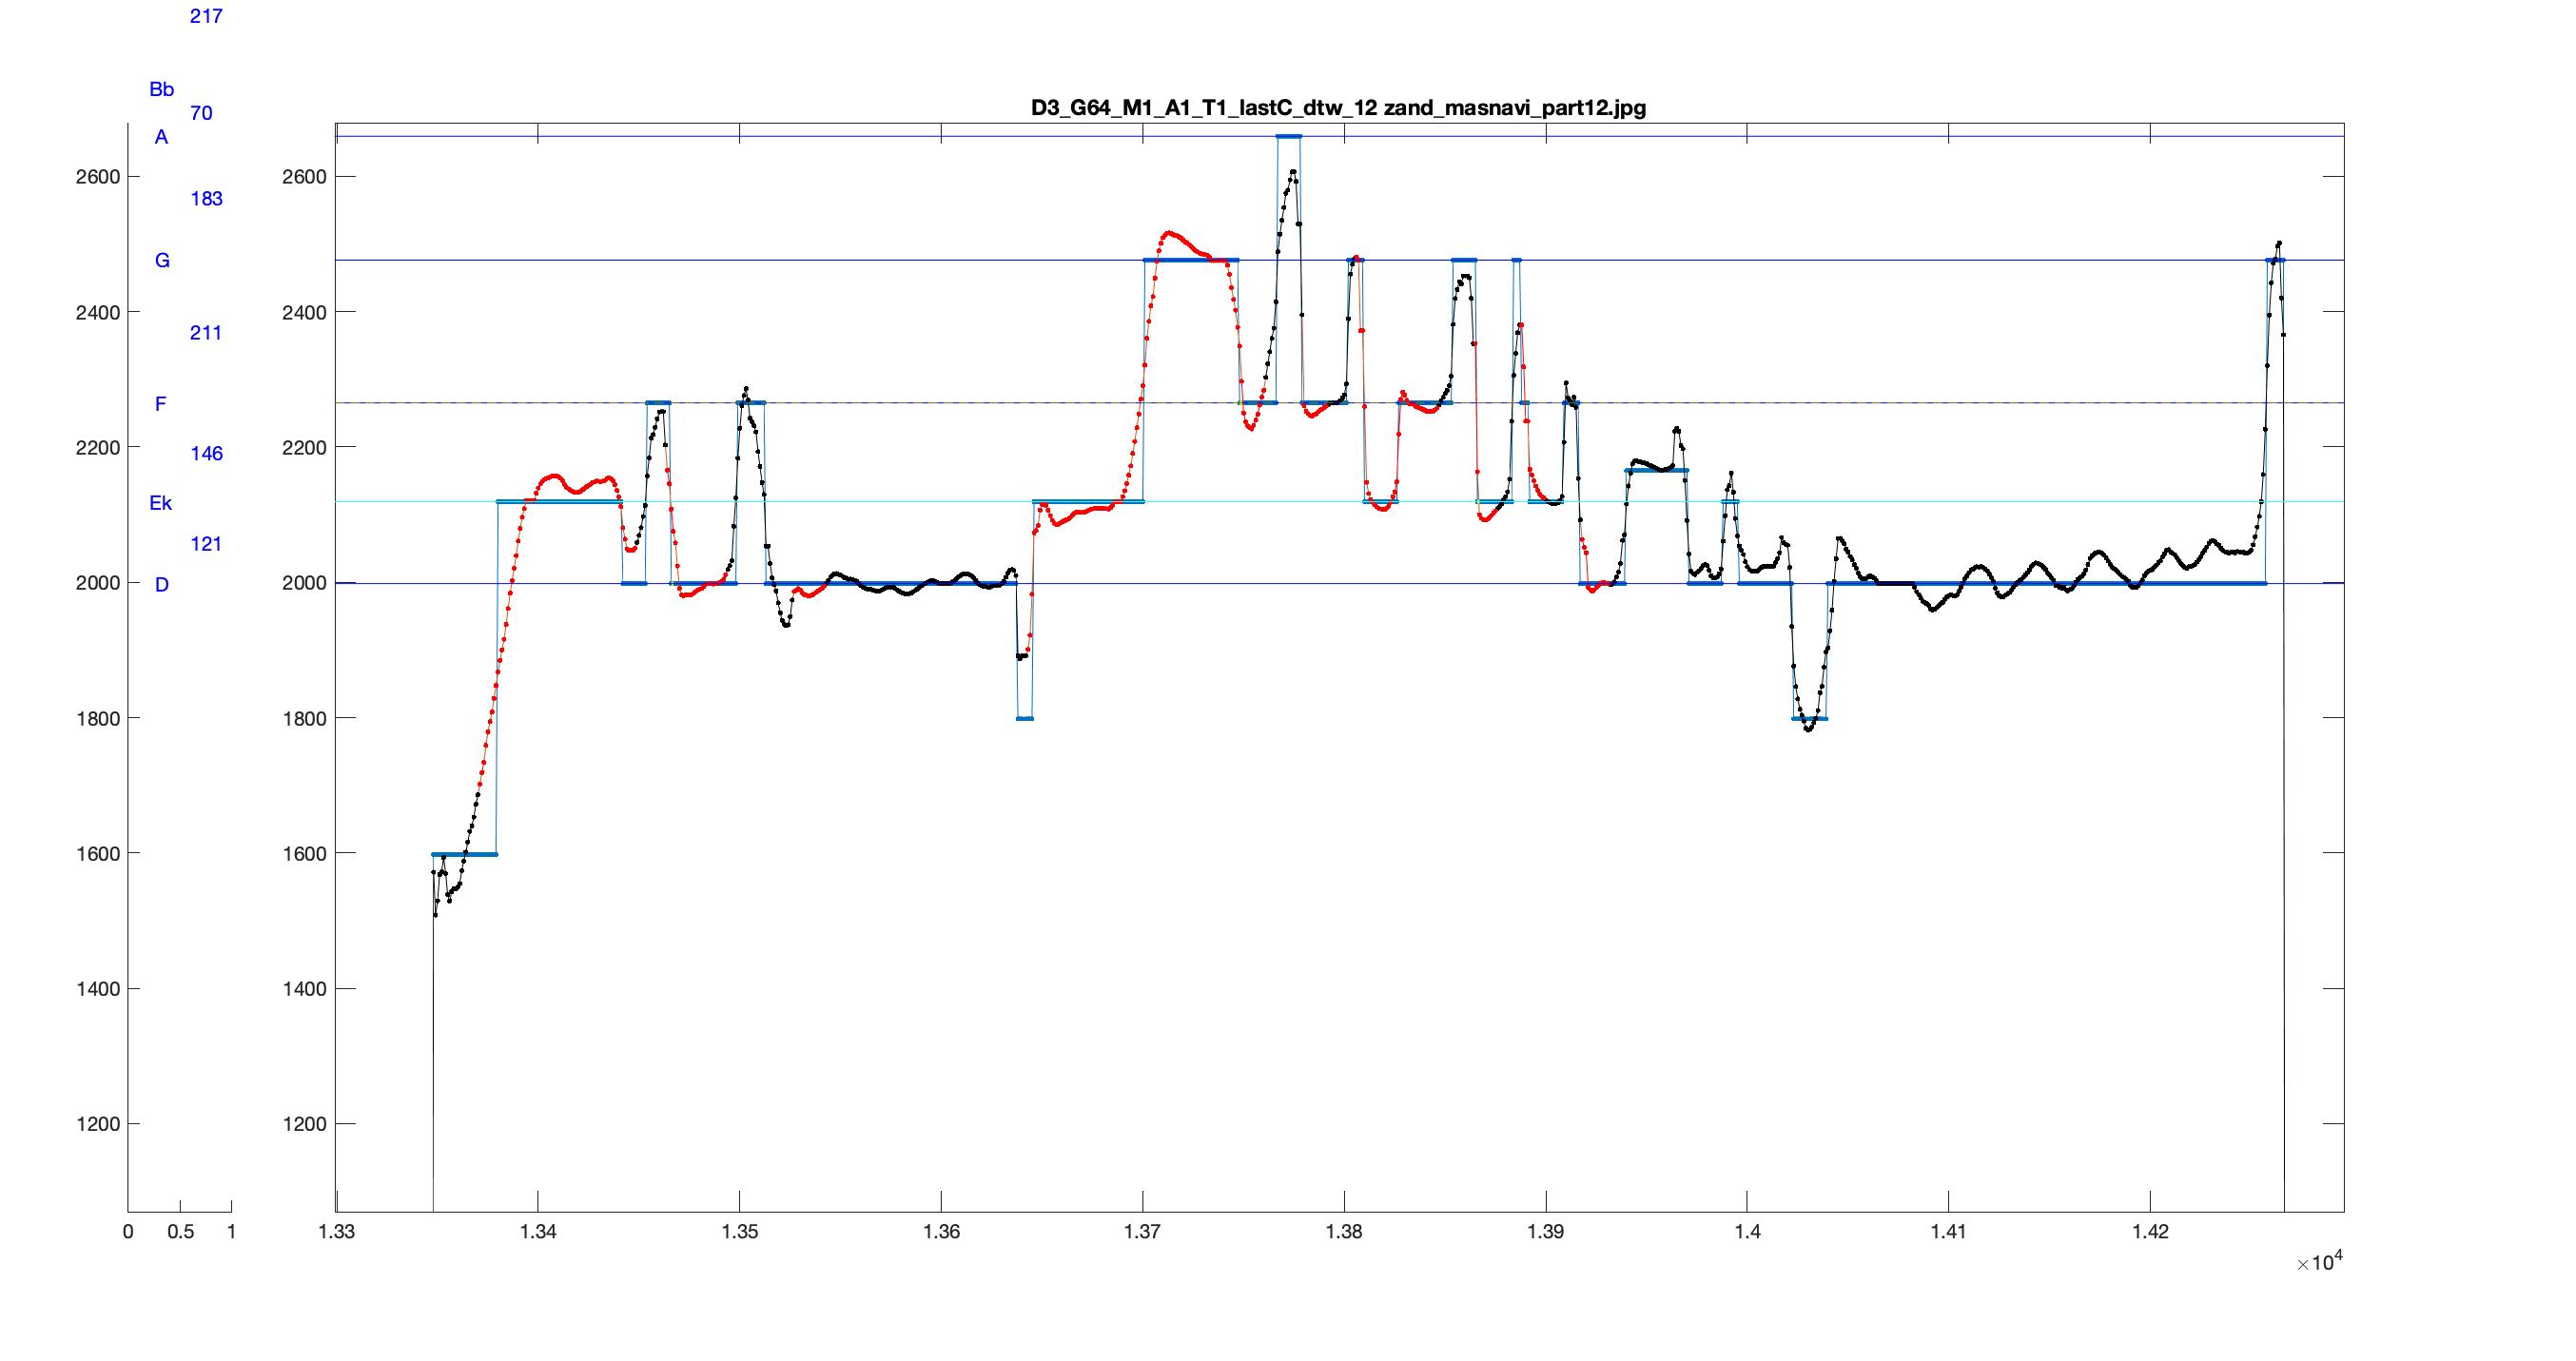 217
Bb
70
D3_G64_M1_A1_T1_lastC_dtw_12 zand_masnavi_part12.jpg
A
2600 2600
183
G
2400 2400
211
F
2200 2200
146
Ek
121
2000 D 2000
1800 1800
1600 1600
1400 1400
1200 1200
0 0.5 1 1.33 1.34 1.35 1.36 1.37 1.38 1.39 1.4 1.41 1.42
×10⁴